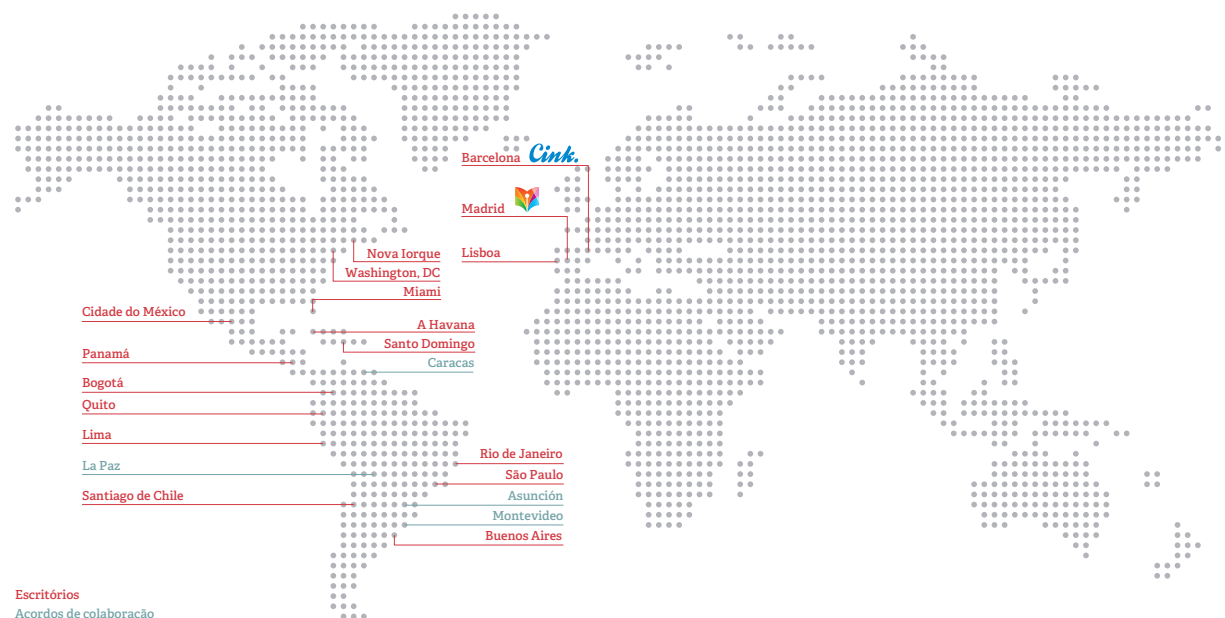 Barcelona Cink.
Madrid
Lisboa
Nova Iorque
Washington, DC
Miami
Cidade do México
A Havana
Santo Domingo
Panamá
Caracas
Bogotá
Quito
Lima
Rio de Janeiro
La Paz
São Paulo
Santiago de Chile
Asunción
Montevideo
Buenos Aires
Escritórios
Acordos de colaboração